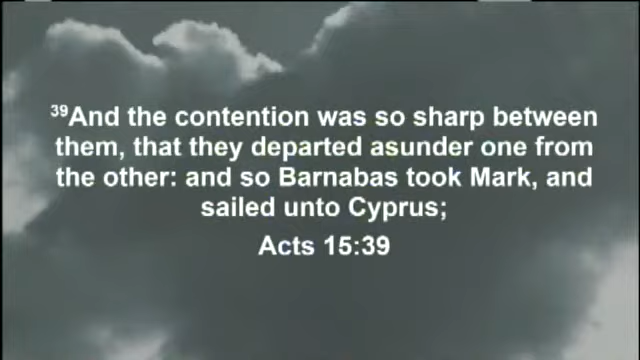 ³⁹And the contention was so sharp between
them, that they departed asunder one from
the other: and so Barnabas took Mark, and
sailed unto Cyprus;
Acts 15:39